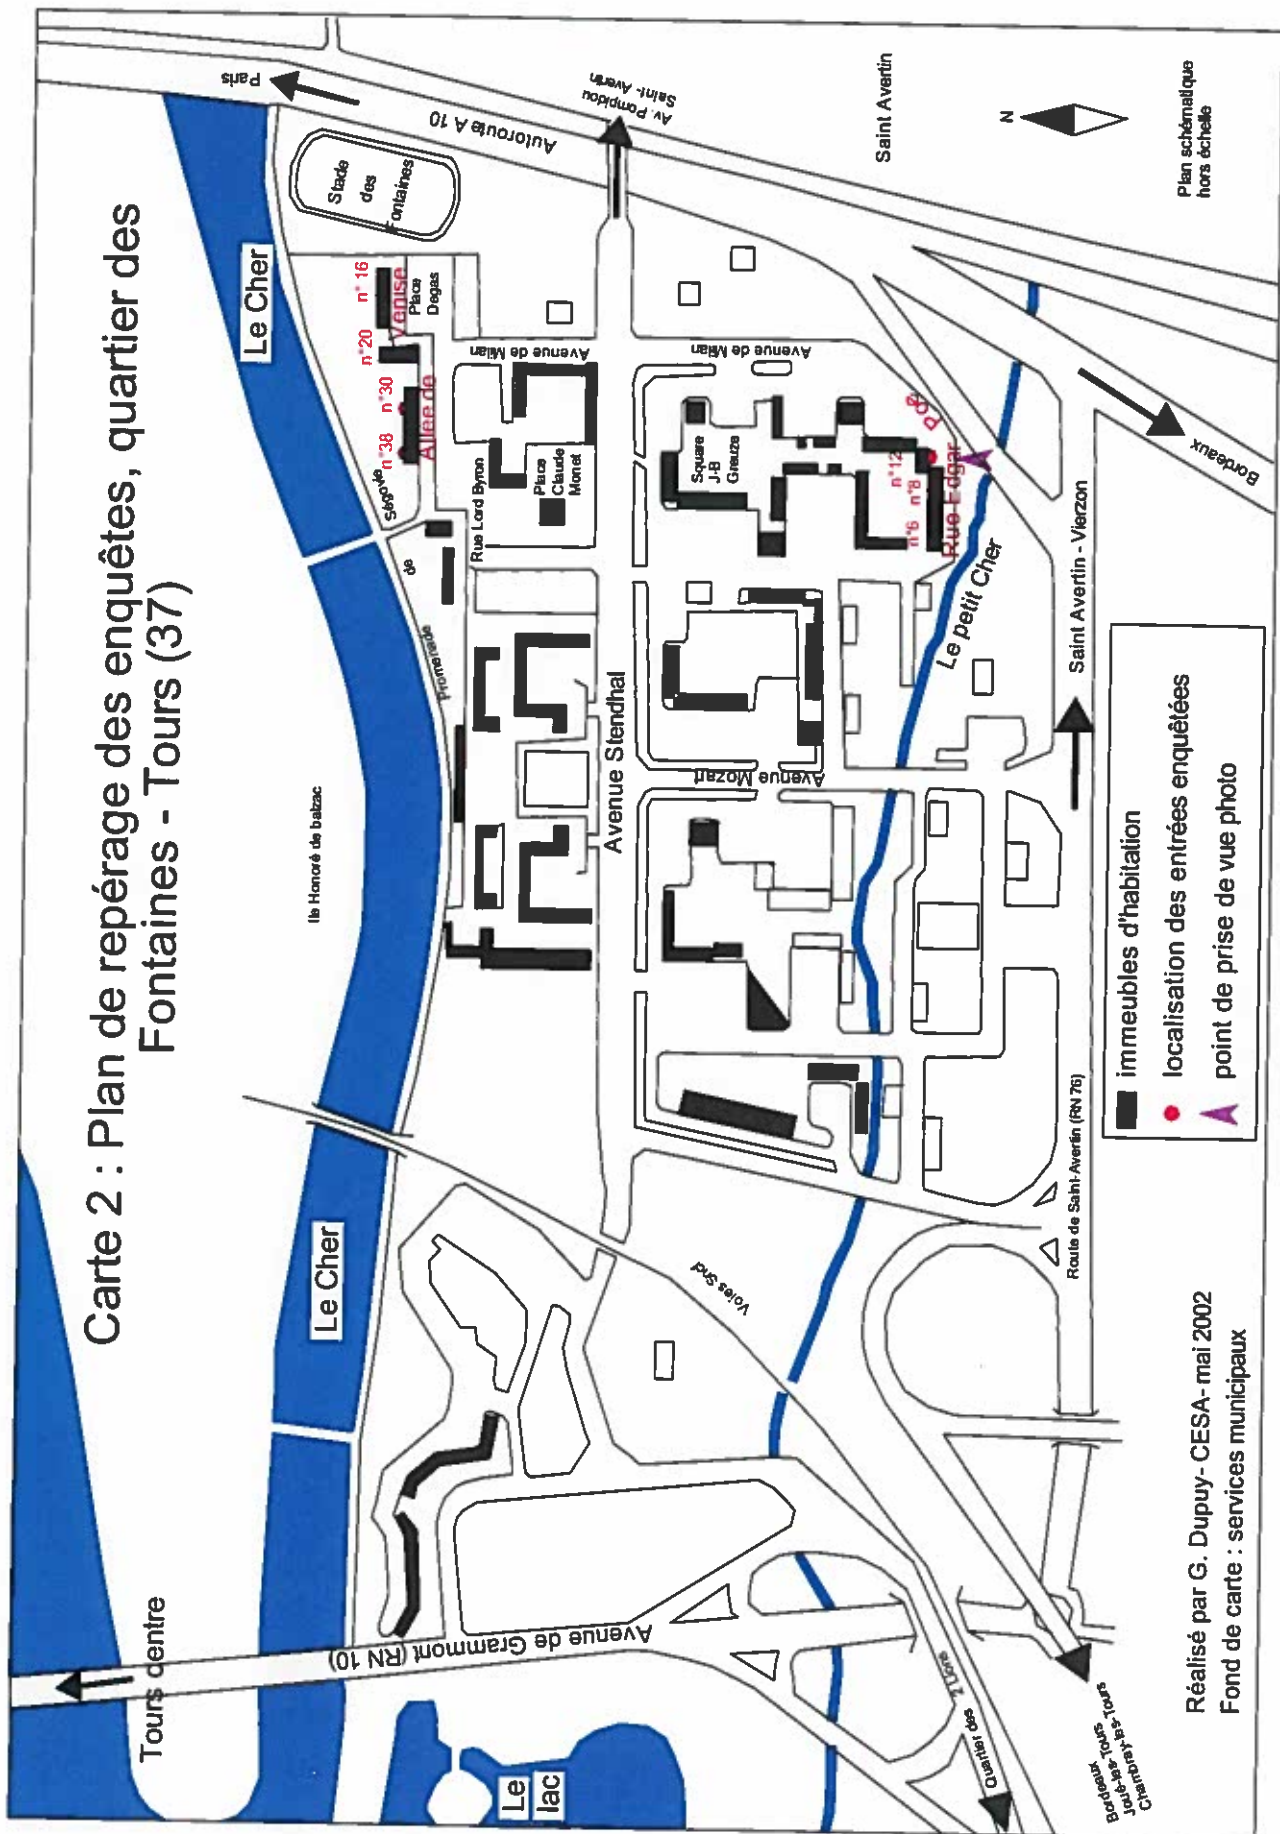 Carte 2 : Plan de repérage des enquêtes, quartier des
Fontaines - Tours (37)
Tours centre
Le Cher
Le Cher
Ile Honoré de balzac
Paris
Autoroute A 10
Stade
des
Fontaines
Av. Pompidou
Saint- Avertin
Saint Avertin
N
Plan schématique
hors échelle
n°38
n°30
n°20
n° 16
Allée de
Venise
Place
Degas
Promenade
de
Ségovie
Rue Lord Byron
Place
Claude
Monet
Avenue de Milan
Avenue Stendhal
Avenue Mozart
Avenue de Milan
Square
J-B
Greuze
n°6
n°8
n°12
Rue Edgar
Poë
Le petit Cher
Voies Sncf
Avenue de Grammont (RN 10)
Le
lac
Quartier des 2 Lions
Bordeaux
Joué-les-Tours
Chambray-les-Tours
Route de Saint-Avertin (RN 76)
Saint Avertin - Vierzon
Bordeaux
immeubles d'habitation
localisation des entrées enquêtées
point de prise de vue photo
Réalisé par G. Dupuy- CESA- mai 2002
Fond de carte : services municipaux